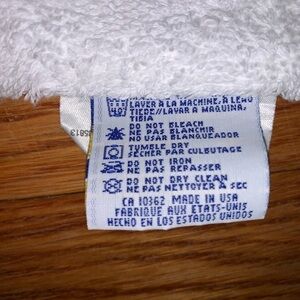 LAVER À LA MACHINE, À L'EAU
TIEDE//LAVAR A MAQUINA,
TIBIA
DO NOT BLEACH
NE PAS BLANCHIR
NO USAR BLANQUEADOR
TUMBLE DRY
SÉCHER PAR CULBUTAGE
DO NOT IRON
NE PAS REPASSER
DO NOT DRY CLEAN
NE PAS NETTOYER À SEC
CA 10362 MADE IN USA
FABRIQUE AUX ETATS-UNIS
HECHO EN LOS ESTADOS UNIDOS